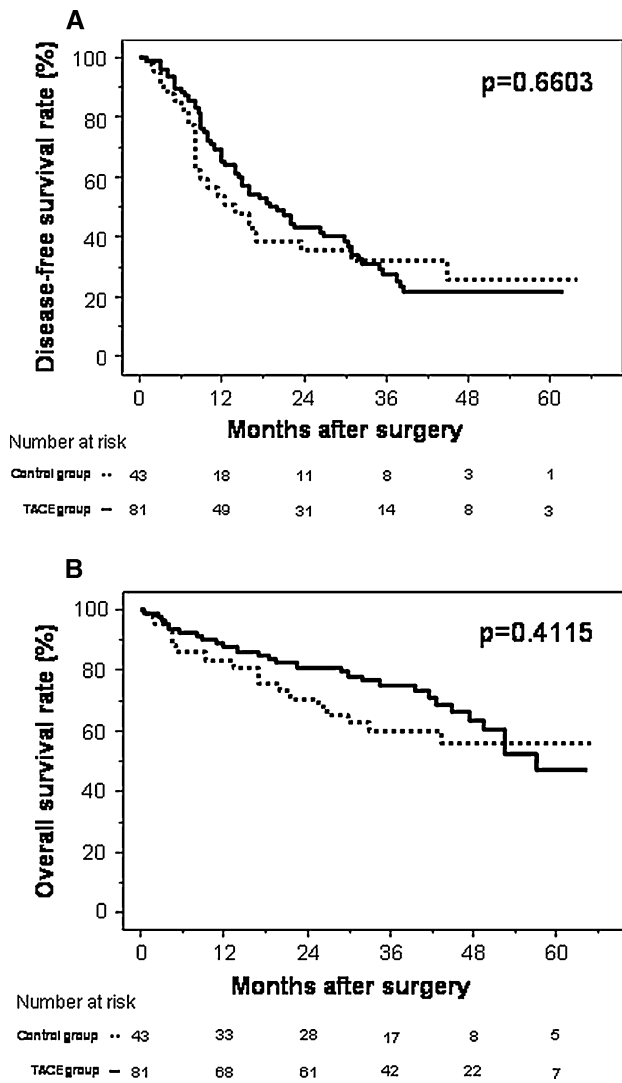 A
Disease-free survival rate (%)
100
80
60
40
20
0
p=0.6603
0 12 24 36 48 60
Months after surgery
Number at risk
Control group 43 18 11 8 3 1
TACE group 81 49 31 14 8 3
B
Overall survival rate (%)
100
80
60
40
20
0
p=0.4115
0 12 24 36 48 60
Months after surgery
Number at risk
Control group 43 33 28 17 8 5
TACE group 81 68 61 42 22 7